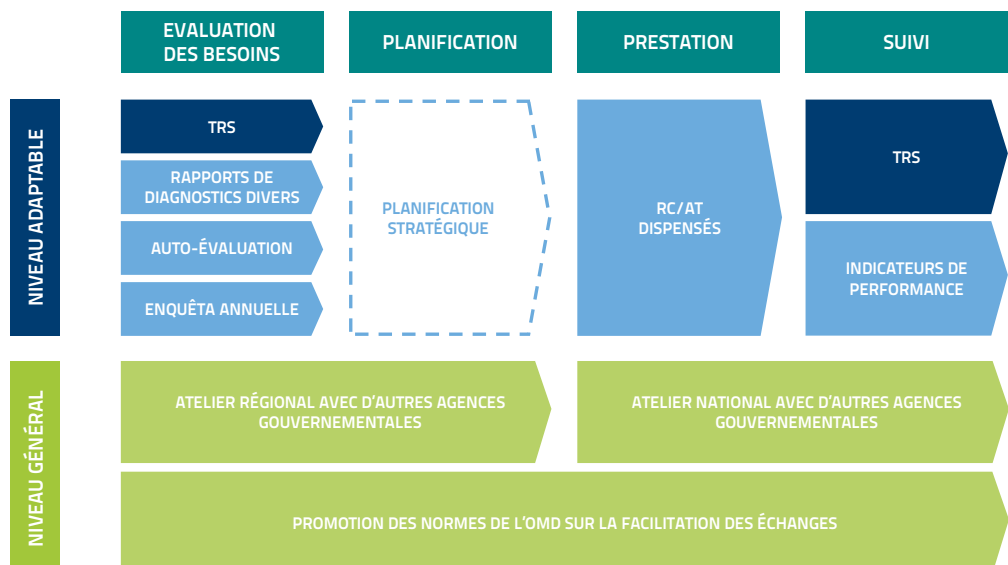 EVALUATION
DES BESOINS
PLANIFICATION
PRESTATION
SUIVI
NIVEAU ADAPTABLE
TRS
RAPPORTS DE
DIAGNOSTICS DIVERS
AUTO-ÉVALUATION
ENQUÊTA ANNUELLE
PLANIFICATION
STRATÉGIQUE
RC/AT
DISPENSÉS
TRS
INDICATEURS DE
PERFORMANCE
NIVEAU GÉNÉRAL
ATELIER RÉGIONAL AVEC D'AUTRES AGENCES
GOUVERNEMENTALES
ATELIER NATIONAL AVEC D'AUTRES AGENCES
GOUVERNEMENTALES
PROMOTION DES NORMES DE L'OMD SUR LA FACILITATION DES ÉCHANGES